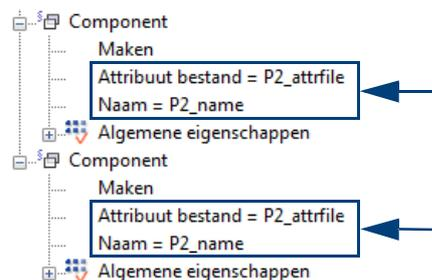 Component
Maken
Attribuut bestand = P2_attrfile
Naam = P2_name
Algemene eigenschappen
Component
Maken
Attribuut bestand = P2_attrfile
Naam = P2_name
Algemene eigenschappen